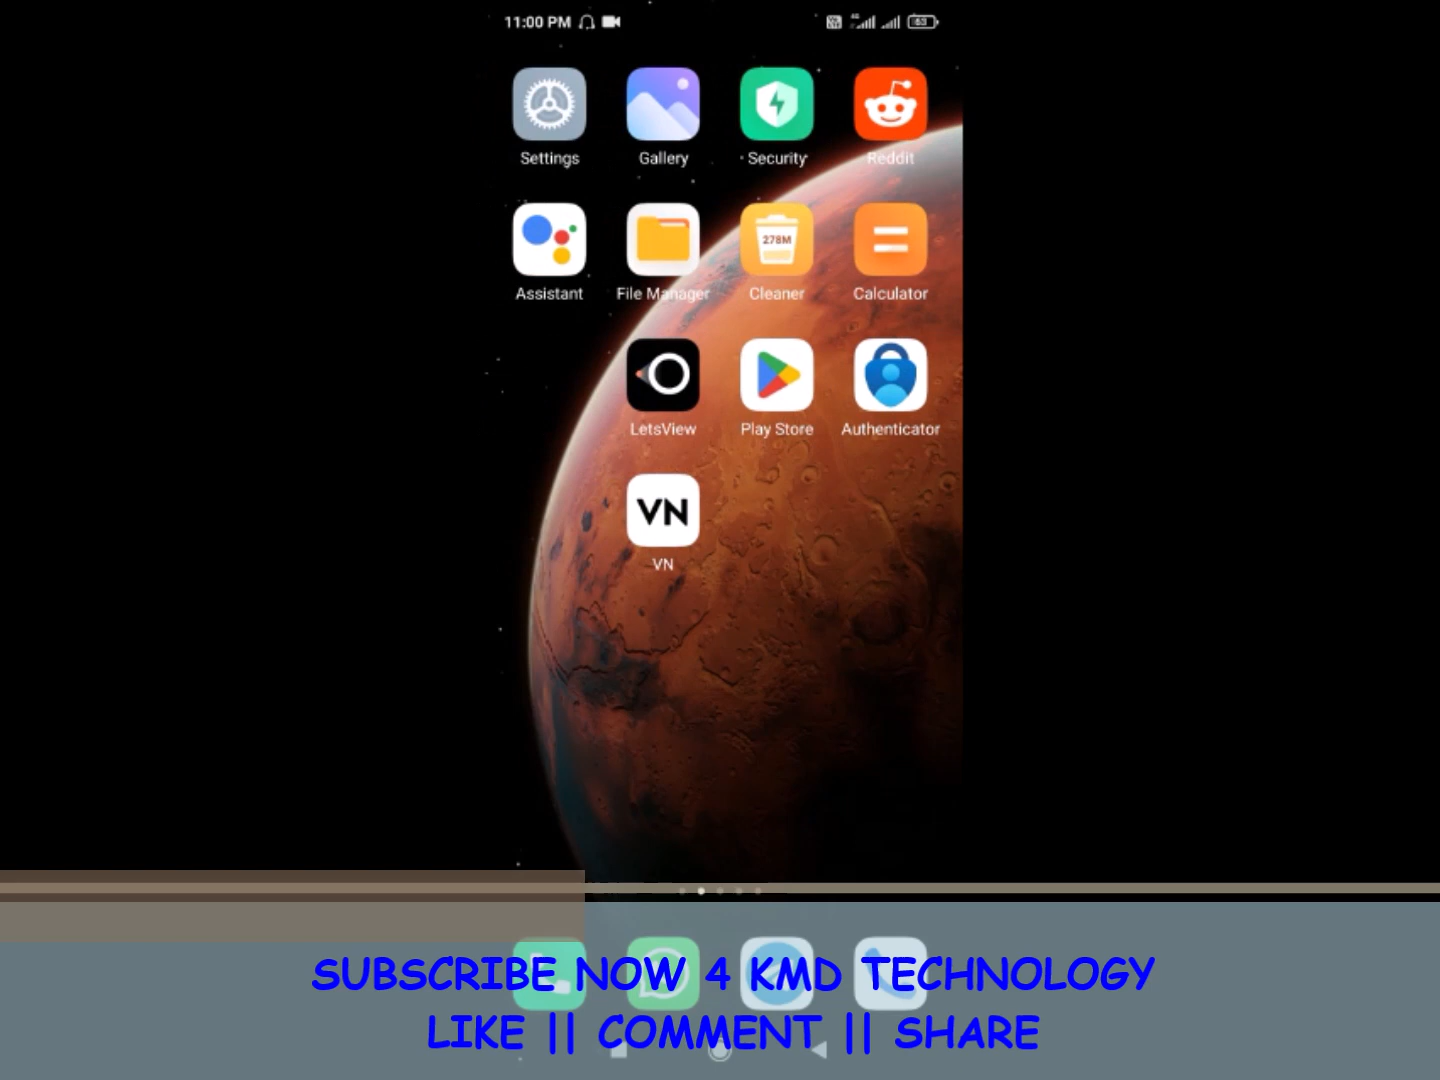 11:00 PM 63
Settings Gallery Security Reddit
278M
Assistant File Manager Cleaner Calculator
LetsView Play Store Authenticator
VN
VN
SUBSCRIBE NOW 4 KMD TECHNOLOGY
LIKE || COMMENT || SHARE